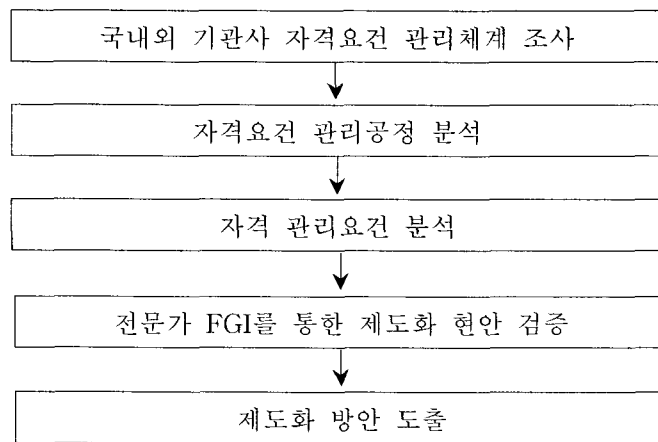 국내외 기관사 자격요건 관리체계 조사
자격요건 관리공정 분석
자격 관리요건 분석
전문가 FGI를 통한 제도화 현안 검증
제도화 방안 도출